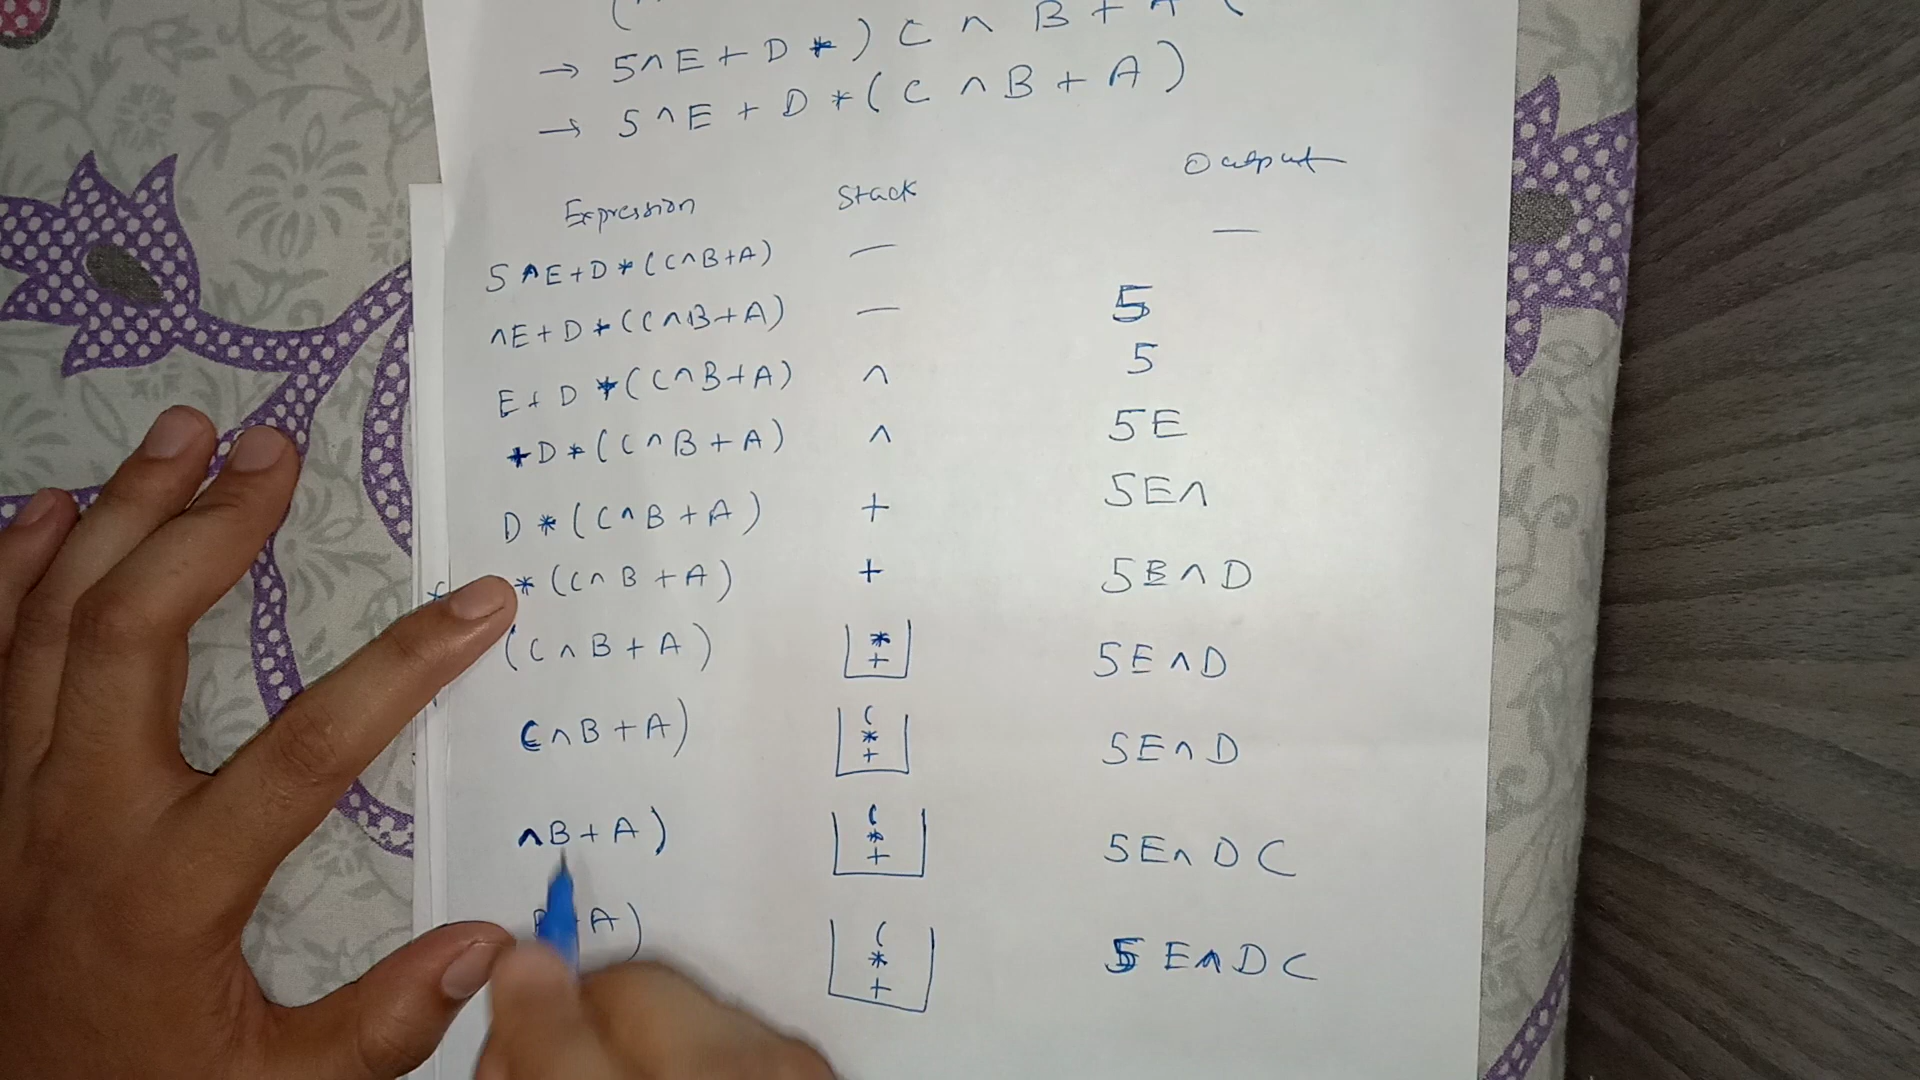 → 5^E+D*)C^B+A(
→ 5^E+D*(C^B+A)
Expression Stack Output
5^E+D*(C^B+A) — —
^E+D*(C^B+A) — 5
E+D*(C^B+A) ^ 5
+D*(C^B+A) ^ 5E
D*(C^B+A) + 5E^
*(C^B+A) + 5E^D
(C^B+A) * + 5E^D
C^B+A) ( * + 5E^D
^B+A) ( * + 5E^DC
+A) ( * + 5E^DC